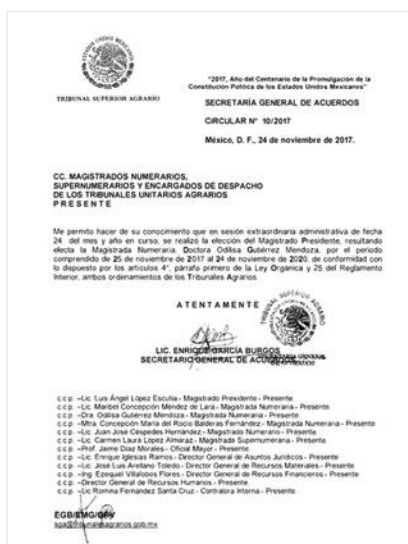 "2017, Año del Centenario de la Promulgación de la
Constitución Política de los Estados Unidos Mexicanos"
TRIBUNAL SUPERIOR AGRARIO
SECRETARÍA GENERAL DE ACUERDOS
CIRCULAR N° 10/2017
México, D. F., 24 de noviembre de 2017.
CC. MAGISTRADOS NUMERARIOS,
SUPERNUMERARIOS Y ENCARGADOS DE DESPACHO
DE LOS TRIBUNALES UNITARIOS AGRARIOS
P R E S E N T E
Me permito hacer de su conocimiento que en sesión extraordinaria administrativa de fecha
24 del mes y año en curso, se realizo la elección del Magistrado Presidente, resultando
electa la Magistrada Numeraria, Doctora Odilisa Gutiérrez Mendoza, por el periodo
comprendido de 25 de noviembre de 2017 al 24 de noviembre de 2020, de conformidad con
lo dispuesto por los artículos 4°, párrafo primero de la Ley Orgánica y 25 del Reglamento
Interior, ambos ordenamientos de los Tribunales Agrarios.
A T E N T A M E N T E
LIC. ENRIQUE GARCÍA BURGOS
SECRETARIO GENERAL DE ACUERDOS
c.c.p. -Lic. Luis Ángel López Escutia - Magistrado Presidente - Presente
c.c.p. -Lic. Maribel Concepción Méndez de Lara - Magistrada Numeraria - Presente
c.c.p. -Dra. Odilisa Gutiérrez Mendoza - Magistrada Numeraria - Presente
c.c.p. -Mtra. Concepción María del Rocío Balderas Fernández - Magistrada Numeraria - Presente
c.c.p. -Lic. Juan José Céspedes Hernández - Magistrado Numerario - Presente
c.c.p. -Lic. Carmen Laura López Almaraz - Magistrada Supernumeraria - Presente
c.c.p. -Prof. Jaime Díaz Morales - Oficial Mayor - Presente
c.c.p. -Lic. Enrique Iglesias Ramos - Director General de Asuntos Jurídicos - Presente
c.c.p. -Lic. José Luis Arellano Toledo - Director General de Recursos Materiales - Presente
c.c.p. -Ing. Ezequiel Villalobos Flores - Director General de Recursos Financieros - Presente
c.c.p. -Director General de Recursos Humanos - Presente
c.c.p. -Lic Romina Fernandez Santa Cruz - Contralora Interna - Presente
sga@tribunalesagrarios.gob.mx